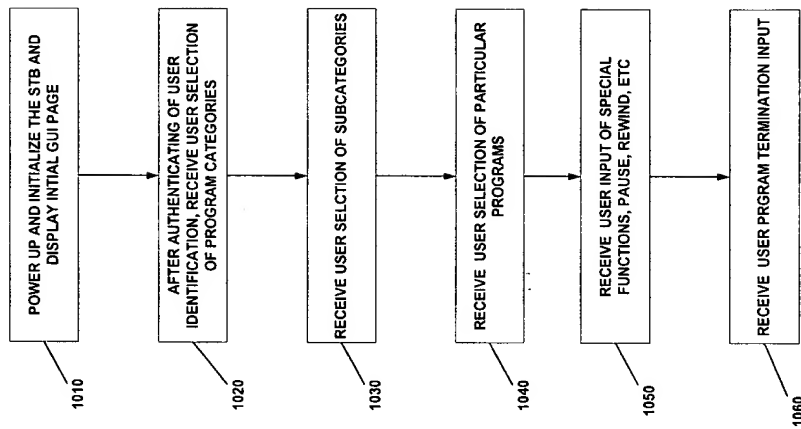 POWER UP AND INITIALIZE THE STB AND
DISPLAY INTIAL GUI PAGE
1010
AFTER AUTHENTICATING OF USER
IDENTIFICATION, RECEIVE USER SELECTION
OF PROGRAM CATEGORIES
1020
RECEIVE USER SELCTION OF SUBCATEGORIES
1030
RECEIVE USER SELECTION OF PARTICULAR
PROGRAMS
1040
RECEIVE USER INPUT OF SPECIAL
FUNCTIONS, PAUSE, REWIND, ETC
1050
RECEIVE USER PRGRAM TERMINATION INPUT
1060